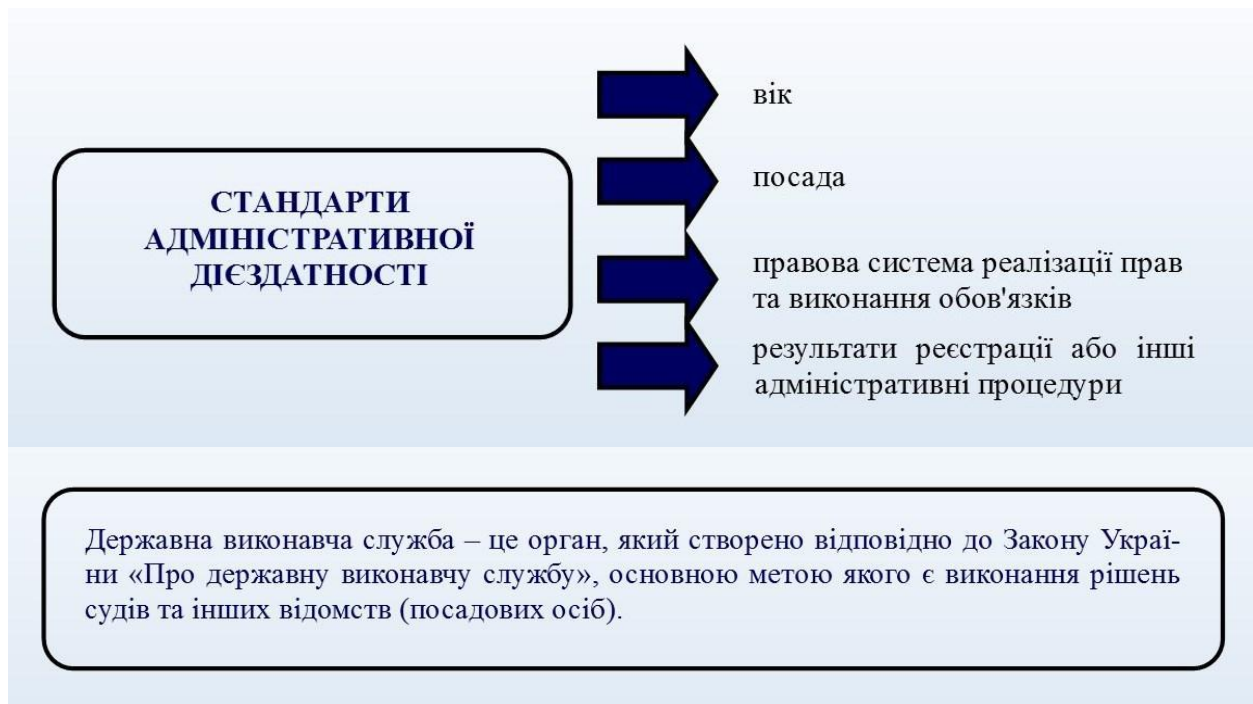 СТАНДАРТИ
АДМІНІСТРАТИВНОЇ
ДІЄЗДАТНОСТІ
вік
посада
правова система реалізації прав
та виконання обов'язків
результати реєстрації або інші
адміністративні процедури
Державна виконавча служба – це орган, який створено відповідно до Закону Украї-
ни «Про державну виконавчу службу», основною метою якого є виконання рішень
судів та інших відомств (посадових осіб).